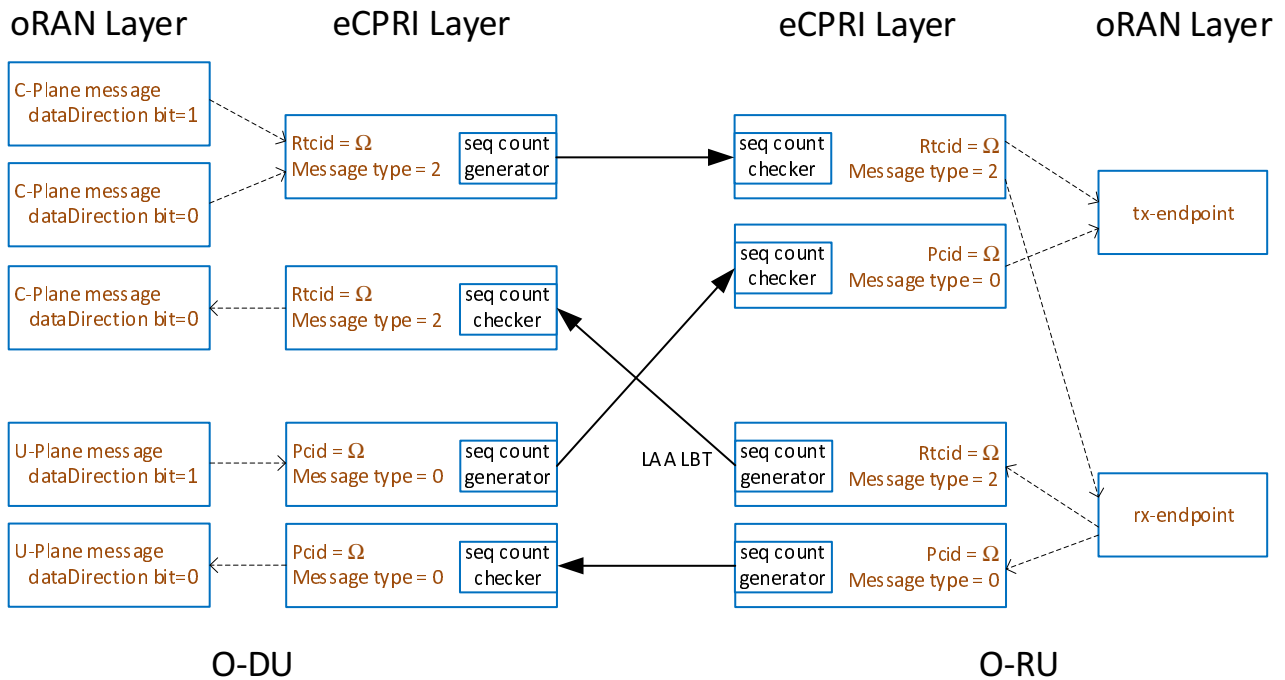 oRAN Layer
eCPRI Layer
eCPRI Layer
oRAN Layer
C-Plane message
dataDirection bit=1
C-Plane message
dataDirection bit=0
C-Plane message
dataDirection bit=0
U-Plane message
dataDirection bit=1
U-Plane message
dataDirection bit=0
Rtcid = Ω
Message type = 2
seq count
generator
Rtcid = Ω
Message type = 2
seq count
checker
Pcid = Ω
Message type = 0
seq count
generator
Pcid = Ω
Message type = 0
seq count
checker
LAA LBT
seq count
checker
Rtcid = Ω
Message type = 2
seq count
checker
Pcid = Ω
Message type = 0
seq count
generator
Rtcid = Ω
Message type = 2
seq count
generator
Pcid = Ω
Message type = 0
tx-endpoint
rx-endpoint
O-DU
O-RU